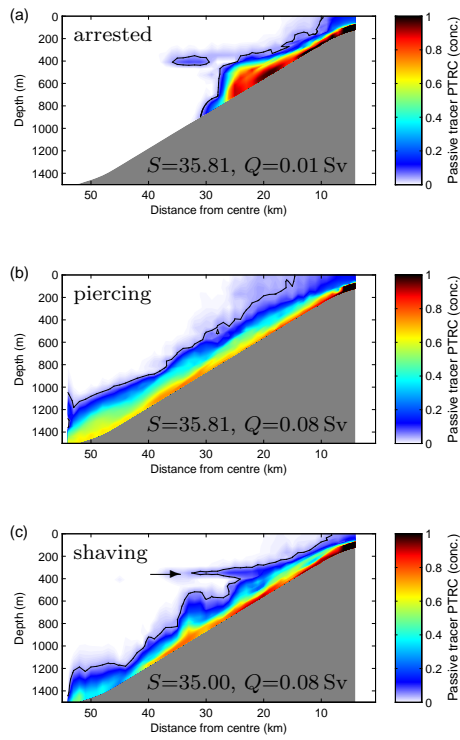 (a)
arrested
0
200
400
600
800
1000
1200
1400
Depth (m)
S=35.81, Q=0.01 Sv
50 40 30 20 10
Distance from centre (km)
1
0.8
0.6
0.4
0.2
0
Passive tracer PTRC (conc.)
(b)
piercing
0
200
400
600
800
1000
1200
1400
Depth (m)
S=35.81, Q=0.08 Sv
50 40 30 20 10
Distance from centre (km)
1
0.8
0.6
0.4
0.2
0
Passive tracer PTRC (conc.)
(c)
shaving
0
200
400
600
800
1000
1200
1400
Depth (m)
S=35.00, Q=0.08 Sv
50 40 30 20 10
Distance from centre (km)
1
0.8
0.6
0.4
0.2
0
Passive tracer PTRC (conc.)